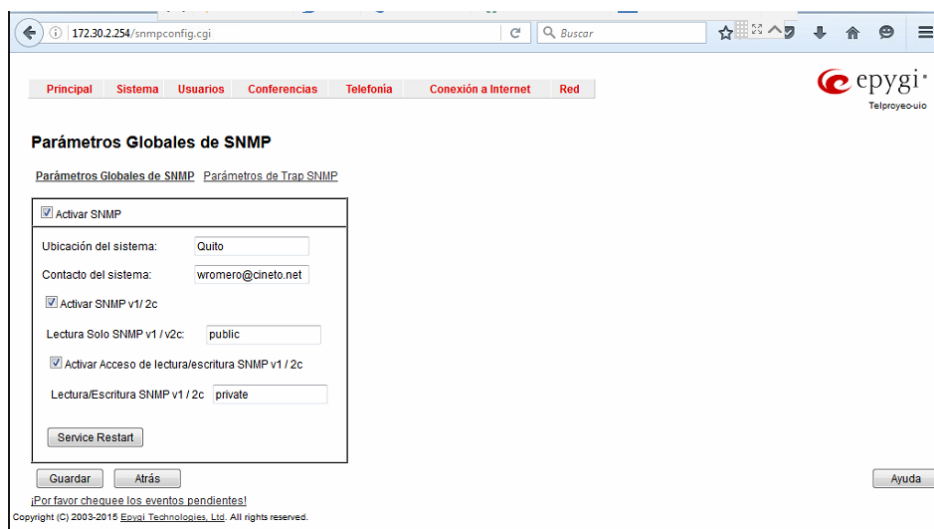 172.30.2.254/snmpconfig.cgi
Buscar
epygi
Telproyeo-uio
Principal Sistema Usuarios Conferencias Telefonía Conexión a Internet Red
Parámetros Globales de SNMP
Parámetros Globales de SNMP Parámetros de Trap SNMP
Activar SNMP
Ubicación del sistema: Quito
Contacto del sistema: wromero@cineto.net
Activar SNMP v1/ 2c
Lectura Solo SNMP v1 / v2c: public
Activar Acceso de lectura/escritura SNMP v1 / 2c
Lectura/Escritura SNMP v1 / 2c private
Service Restart
Guardar Atrás Ayuda
¡Por favor chequee los eventos pendientes!
Copyright (C) 2003-2015 Epygi Technologies, Ltd. All rights reserved.